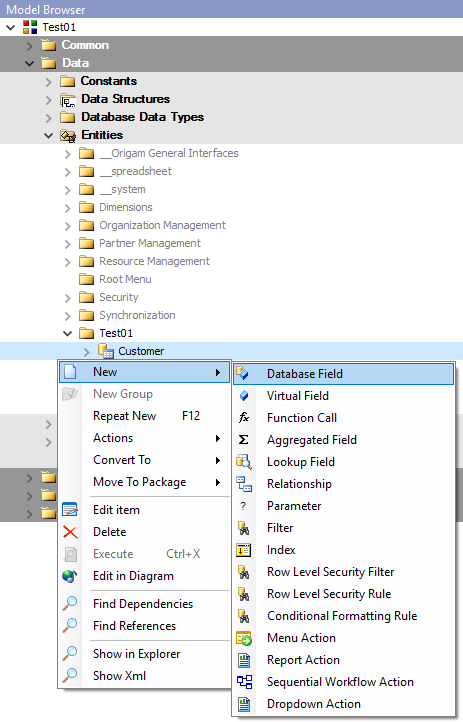 Model Browser
Test01
Common
Data
Constants
Data Structures
Database Data Types
Entities
__Origam General Interfaces
__spreadsheet
__system
Dimensions
Organization Management
Partner Management
Resource Management
Root Menu
Security
Synchronization
Test01
Customer
New
New Group
Repeat New F12
Actions
Convert To
Move To Package
Edit item
Delete
Execute Ctrl+X
Edit in Diagram
Find Dependencies
Find References
Show in Explorer
Show Xml
Database Field
Virtual Field
fx Function Call
Σ Aggregated Field
Lookup Field
Relationship
? Parameter
Filter
Index
Row Level Security Filter
Row Level Security Rule
Conditional Formatting Rule
Menu Action
Report Action
Sequential Workflow Action
Dropdown Action